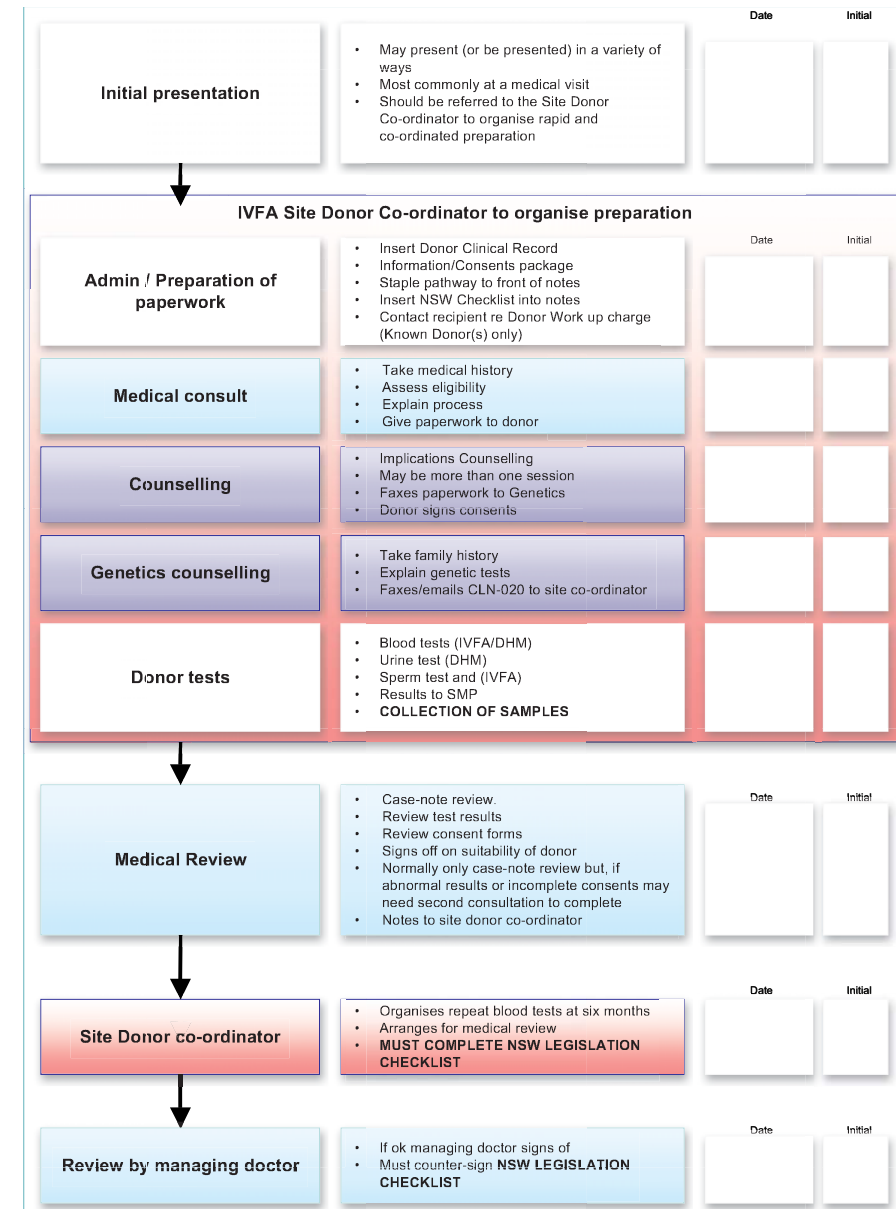 Date Initial
Initial presentation
• May present (or be presented) in a variety of
ways
• Most commonly at a medical visit
• Should be referred to the Site Donor
Co-ordinator to organise rapid and
co-ordinated preparation
IVFA Site Donor Co-ordinator to organise preparation
Date Initial
Admin / Preparation of
paperwork
• Insert Donor Clinical Record
• Information/Consents package
• Staple pathway to front of notes
• Insert NSW Checklist into notes
• Contact recipient re Donor Work up charge
(Known Donor(s) only)
Medical consult
• Take medical history
• Assess eligibility
• Explain process
• Give paperwork to donor
Counselling
• Implications Counselling
• May be more than one session
• Faxes paperwork to Genetics
• Donor signs consents
Genetics counselling
• Take family history
• Explain genetic tests
• Faxes/emails CLN-020 to site co-ordinator
Donor tests
• Blood tests (IVFA/DHM)
• Urine test (DHM)
• Sperm test and (IVFA)
• Results to SMP
• COLLECTION OF SAMPLES
Date Initial
Medical Review
• Case-note review.
• Review test results
• Review consent forms
• Signs off on suitability of donor
• Normally only case-note review but, if
abnormal results or incomplete consents may
need second consultation to complete
• Notes to site donor co-ordinator
Date Initial
Site Donor co-ordinator
• Organises repeat blood tests at six months
• Arranges for medical review
• MUST COMPLETE NSW LEGISLATION
CHECKLIST
Date Initial
Review by managing doctor
• If ok managing doctor signs of
• Must counter-sign NSW LEGISLATION
CHECKLIST